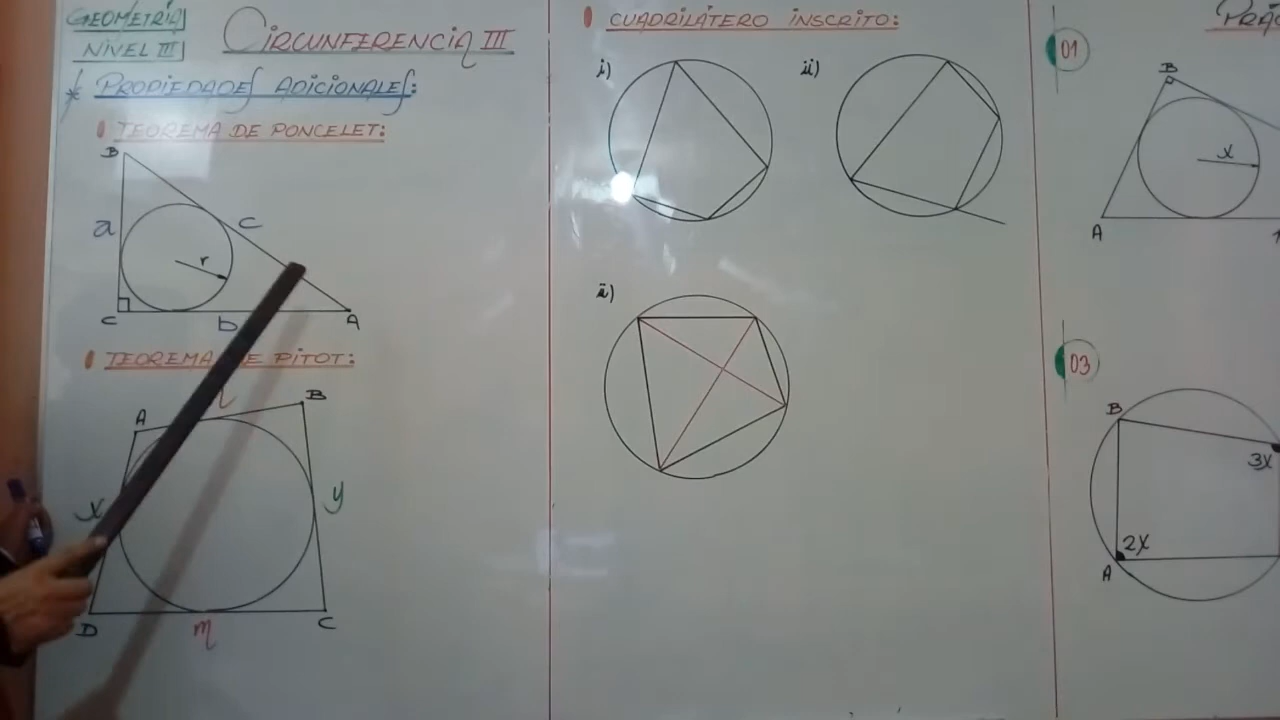 GEOMETRÍA
NIVEL III
CIRCUNFERENCIA III
* PROPIEDADES ADICIONALES:
TEOREMA DE PONCELET:
B
a
c
r
C
b
A
TEOREMA DE PITOT:
A
B
x
y
D
m
C
CUADRILÁTERO INSCRITO:
i)
ii)
ii)
01
B
x
A
03
B
3x
2x
A